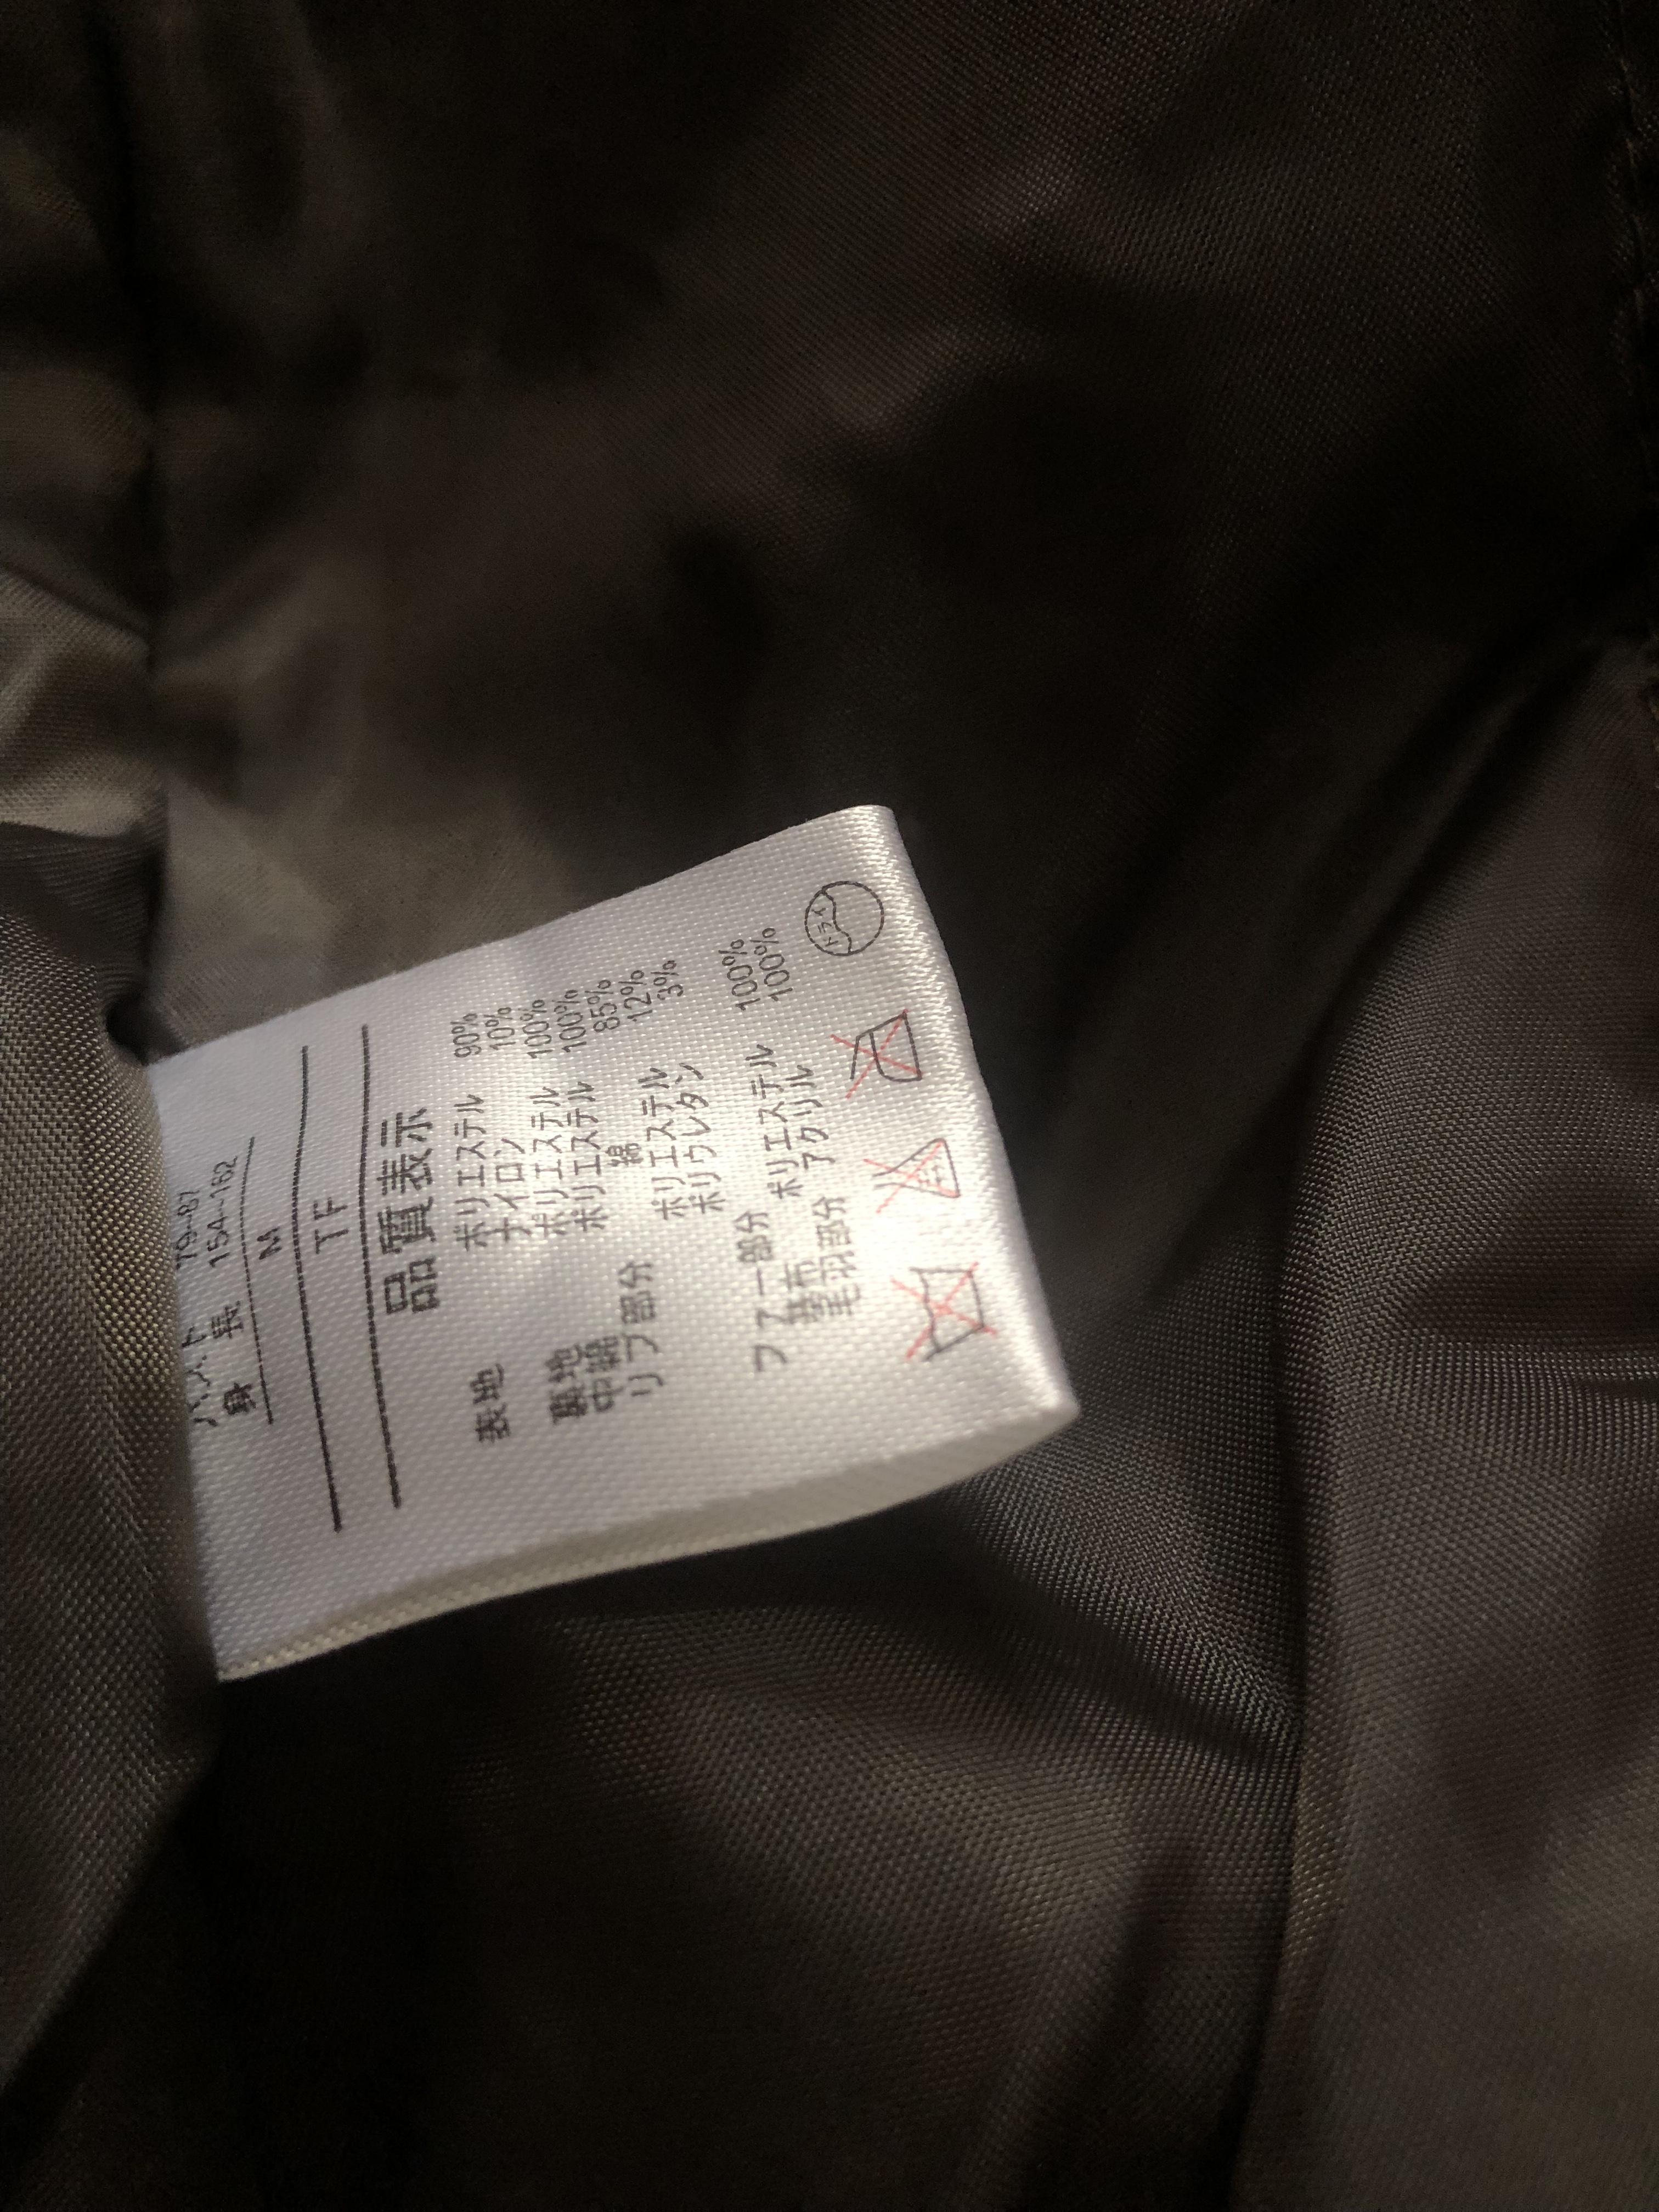 バスト 79-87
身長 154-162
M
TF
品質表示
表地 ポリエステル 90%
ナイロン 10%
裏地 ポリエステル 100%
中綿 ポリエステル 100%
リブ部分 綿 85%
ポリエステル 12%
ポリウレタン 3%
ファー部分
基布 ポリエステル 100%
毛羽部分 アクリル 100%
ドライ